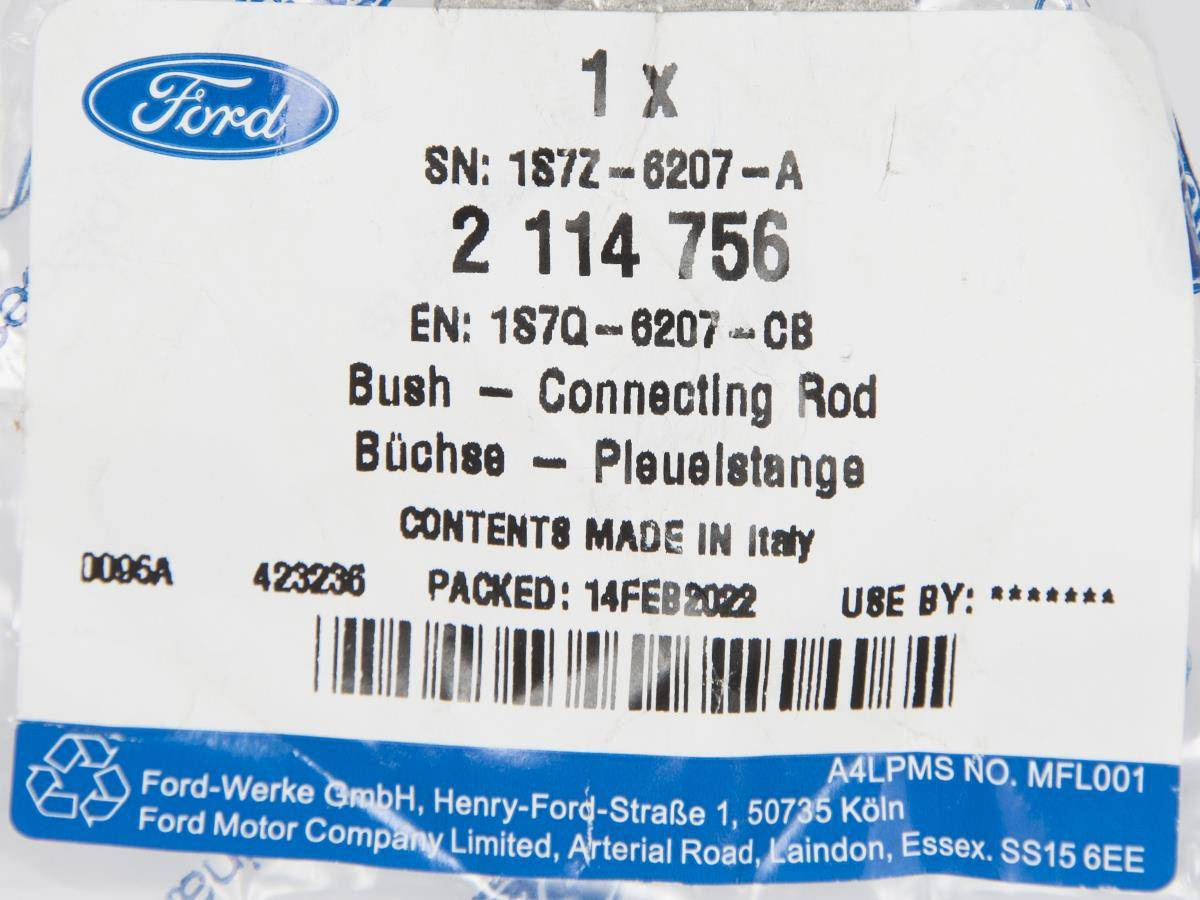 Ford
1 x
SN: 1S7Z-6207-A
2 114 756
EN: 1S7Q-6207-CB
Bush - Connecting Rod
Büchse - Pleuelstange
CONTENTS MADE IN Italy
0096A 423236 PACKED: 14FEB2022 USE BY: *******
A4LPMS NO. MFL001
Ford-Werke GmbH, Henry-Ford-Straße 1, 50735 Köln
Ford Motor Company Limited, Arterial Road, Laindon, Essex. SS15 6EE